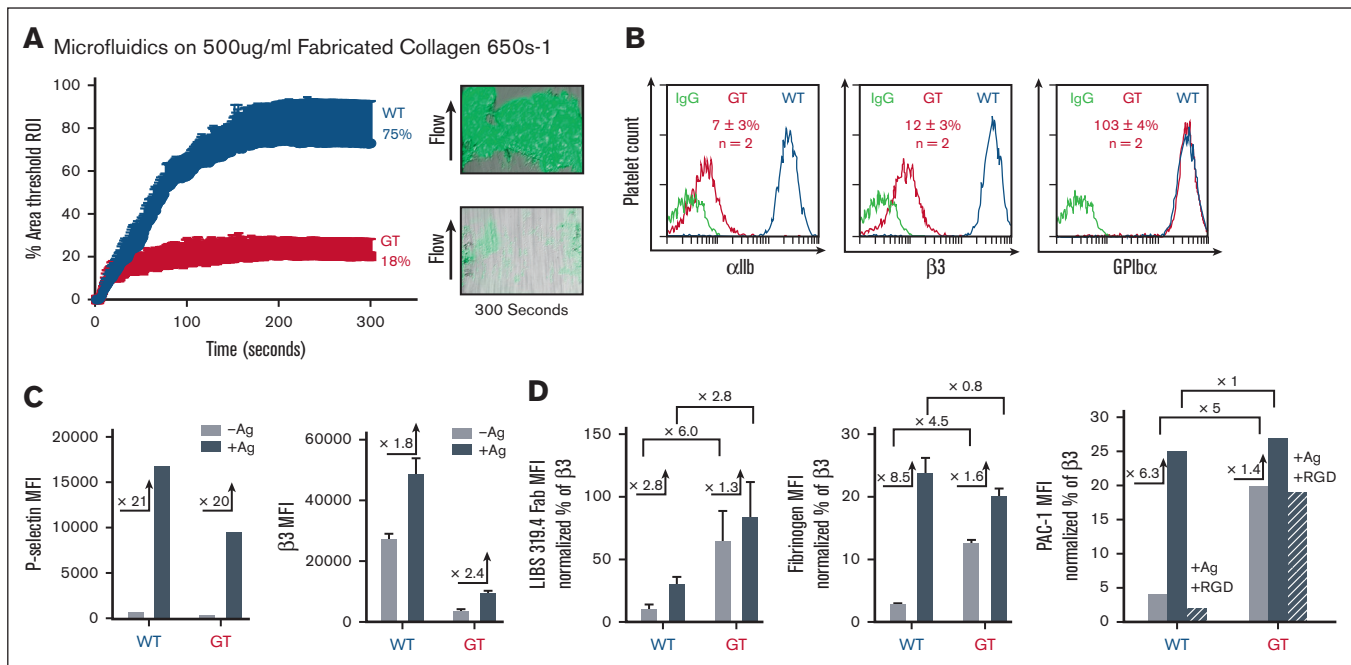 A Microfluidics on 500ug/ml Fabricated Collagen 650s-1
% Area threshold ROI
100
80
60
40
20
0
0
100
200
300
Time (seconds)
WT
75%
GT
18%
Flow
Flow
300 Seconds
B
Platelet count
IgG GT WT
7 ± 3%
n = 2
αIIb
IgG GT WT
12 ± 3%
n = 2
β3
IgG GT WT
103 ± 4%
n = 2
GPIbα
C
P-selectin MFI
20000
15000
10000
5000
0
–Ag
+Ag
× 21
× 20
WT
GT
β3 MFI
60000
40000
20000
0
–Ag
+Ag
× 1.8
× 2.4
WT
GT
D
LIBS 319.4 Fab MFI
normalized % of β3
150
100
50
0
× 2.8
× 6.0
× 2.8
× 1.3
WT
GT
Fibrinogen MFI
normalized % of β3
30
20
10
0
× 0.8
× 4.5
× 8.5
× 1.6
WT
GT
PAC-1 MFI
normalized % of β3
30
25
20
15
10
5
0
× 1
× 5
× 6.3
× 1.4
+Ag
+RGD
+Ag
+RGD
WT
GT